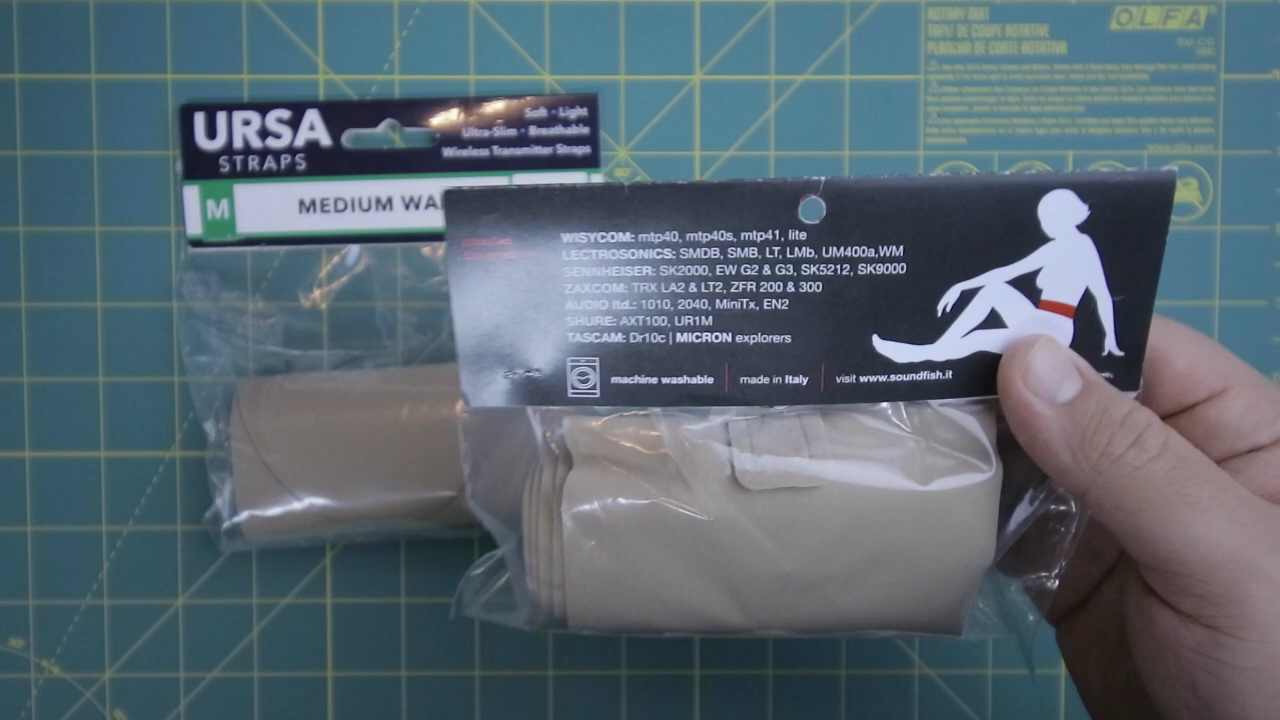 ROTARY MAT
TAPIS DE COUPE ROTATIVE
PLANCHA DE CORTE ROTATIVA
OLFA
URSA
STRAPS
Soft · Light
Ultra-Slim · Breathable
Wireless Transmitter Straps
M
MEDIUM WAI
WISYCOM: mtp40, mtp40s, mtp41, lite
LECTROSONICS: SMDB, SMB, LT, LMb, UM400a,WM
SENNHEISER: SK2000, EW G2 & G3, SK5212, SK9000
ZAXCOM: TRX LA2 & LT2, ZFR 200 & 300
AUDIO ltd.: 1010, 2040, MiniTx, EN2
SHURE: AXT100, UR1M
TASCAM: Dr10c | MICRON explorers
machine washable
made in Italy
visit www.soundfish.it